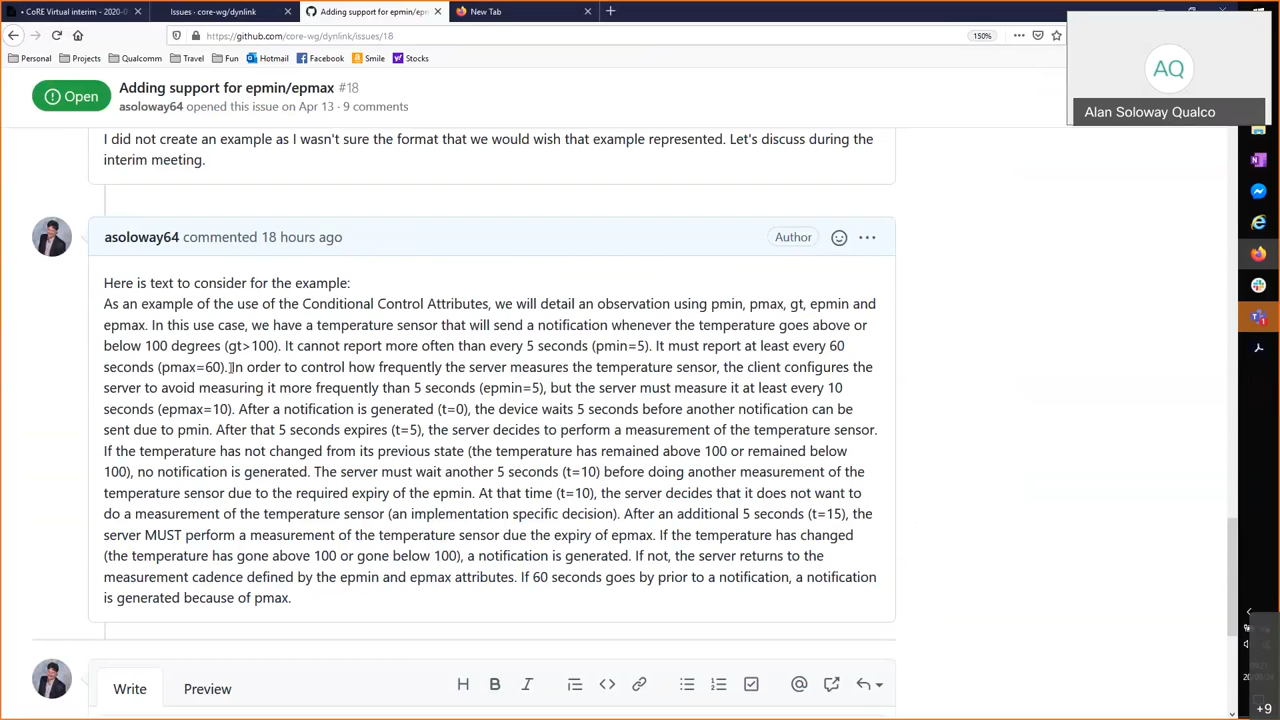 • CoRE Virtual interim - 2020-0
Issues · core-wg/dynlink
Adding support for epmin/epm
New Tab
https://github.com/core-wg/dynlink/issues/18
150%
Personal
Projects
Qualcomm
Travel
Fun
Hotmail
Facebook
Smile
Stocks
AQ
Alan Soloway Qualco
Open
Adding support for epmin/epmax #18
asoloway64 opened this issue on Apr 13 · 9 comments
I did not create an example as I wasn't sure the format that we would wish that example represented. Let's discuss during the
interim meeting.
asoloway64 commented 18 hours ago
Author
Here is text to consider for the example:
As an example of the use of the Conditional Control Attributes, we will detail an observation using pmin, pmax, gt, epmin and
epmax. In this use case, we have a temperature sensor that will send a notification whenever the temperature goes above or
below 100 degrees (gt>100). It cannot report more often than every 5 seconds (pmin=5). It must report at least every 60
seconds (pmax=60). In order to control how frequently the server measures the temperature sensor, the client configures the
server to avoid measuring it more frequently than 5 seconds (epmin=5), but the server must measure it at least every 10
seconds (epmax=10). After a notification is generated (t=0), the device waits 5 seconds before another notification can be
sent due to pmin. After that 5 seconds expires (t=5), the server decides to perform a measurement of the temperature sensor.
If the temperature has not changed from its previous state (the temperature has remained above 100 or remained below
100), no notification is generated. The server must wait another 5 seconds (t=10) before doing another measurement of the
temperature sensor due to the required expiry of the epmin. At that time (t=10), the server decides that it does not want to
do a measurement of the temperature sensor (an implementation specific decision). After an additional 5 seconds (t=15), the
server MUST perform a measurement of the temperature sensor due the expiry of epmax. If the temperature has changed
(the temperature has gone above 100 or gone below 100), a notification is generated. If not, the server returns to the
measurement cadence defined by the epmin and epmax attributes. If 60 seconds goes by prior to a notification, a notification
is generated because of pmax.
Write
Preview
+9